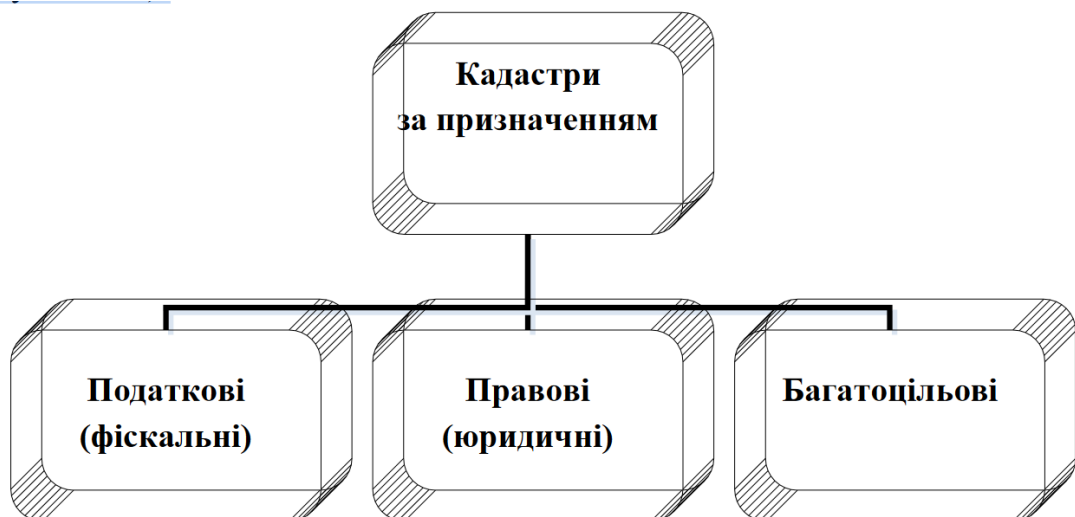 Кадастри
за призначенням
Податкові
(фіскальні)
Правові
(юридичні)
Багатоцільові